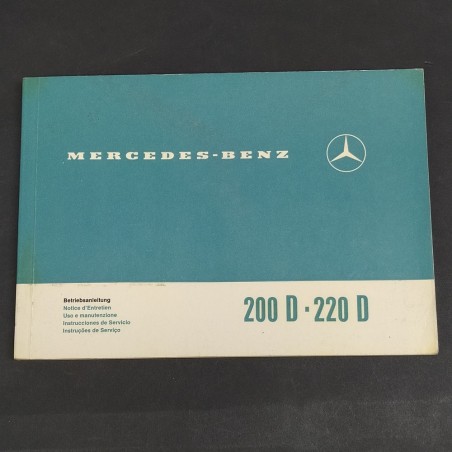 MERCEDES-BENZ
Betriebsanleitung
Notice d'Entretien
Uso e manutenzione
Instrucciones de Servicio
Instruções de Serviço
200 D · 220 D